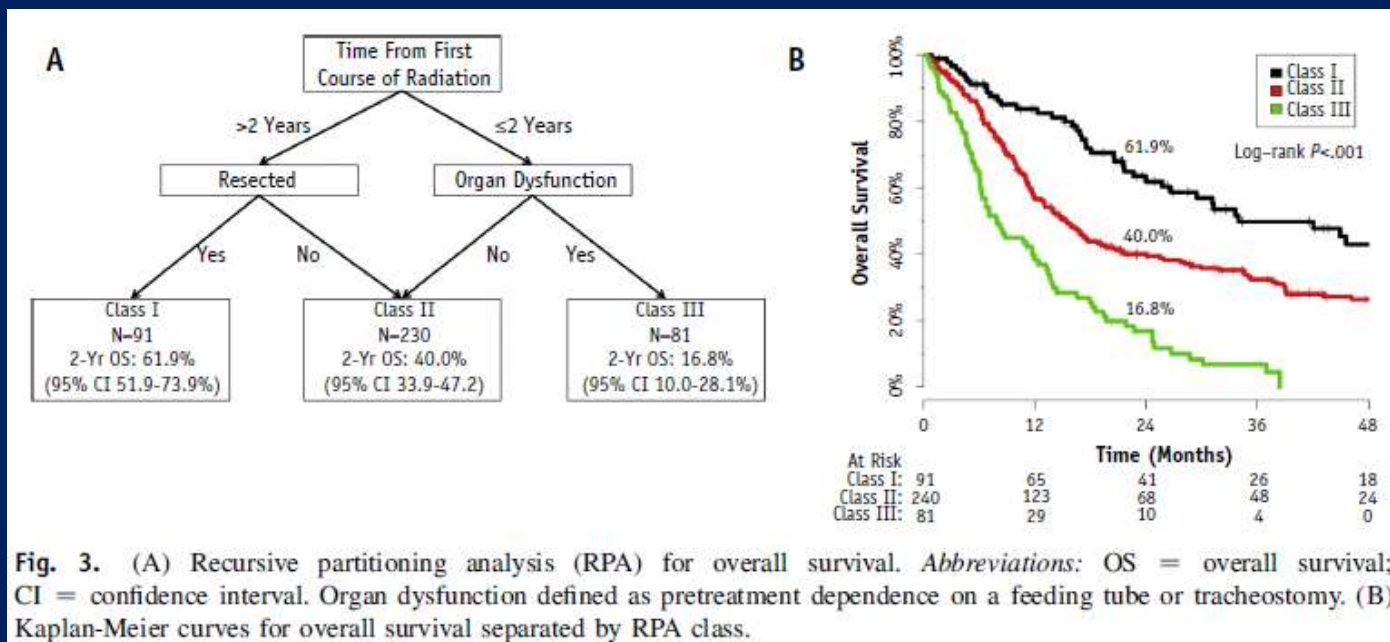 A
Time From First
Course of Radiation
>2 Years
≤2 Years
Resected
Organ Dysfunction
Yes
No
No
Yes
Class I
N=91
2-Yr OS: 61.9%
(95% CI 51.9-73.9%)
Class II
N=230
2-Yr OS: 40.0%
(95% CI 33.9-47.2)
Class III
N=81
2-Yr OS: 16.8%
(95% CI 10.0-28.1%)
B
Overall Survival
100%
80%
60%
40%
20%
0%
Class I
Class II
Class III
Log-rank P<.001
61.9%
40.0%
16.8%
0 12 24 36 48
Time (Months)
At Risk
Class I: 91 65 41 26 18
Class II: 240 123 68 48 24
Class III: 81 29 10 4 0
Fig. 3. (A) Recursive partitioning analysis (RPA) for overall survival. Abbreviations: OS = overall survival;
CI = confidence interval. Organ dysfunction defined as pretreatment dependence on a feeding tube or tracheostomy. (B)
Kaplan-Meier curves for overall survival separated by RPA class.